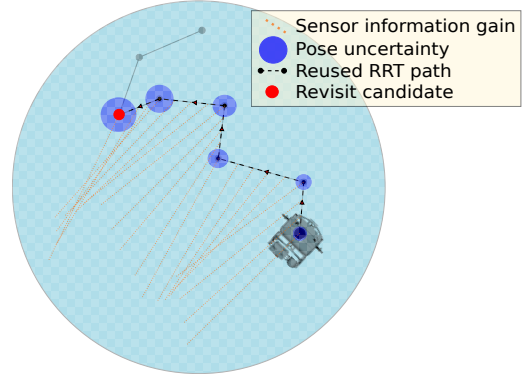 Sensor information gain
Pose uncertainty
Reused RRT path
Revisit candidate